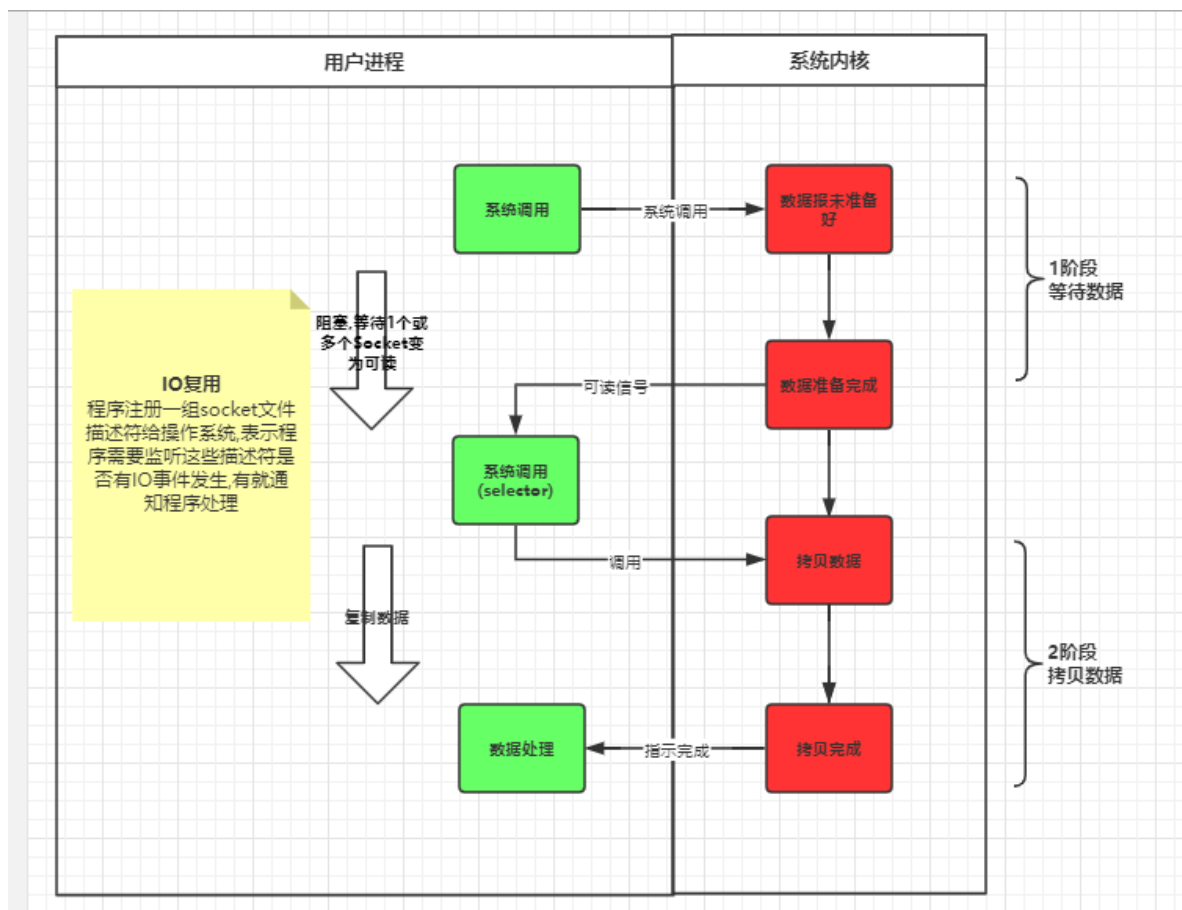 用户进程
系统内核
系统调用
系统调用
数据报未准备
好
1阶段
等待数据
阻塞,等待1个或
多个Socket变
为可读
IO复用
程序注册一组socket文件
描述符给操作系统,表示程
序需要监听这些描述符是
否有IO事件发生,有就通
知程序处理
可读信号
数据准备完成
系统调用
(selector)
调用
拷贝数据
复制数据
2阶段
拷贝数据
数据处理
指示完成
拷贝完成